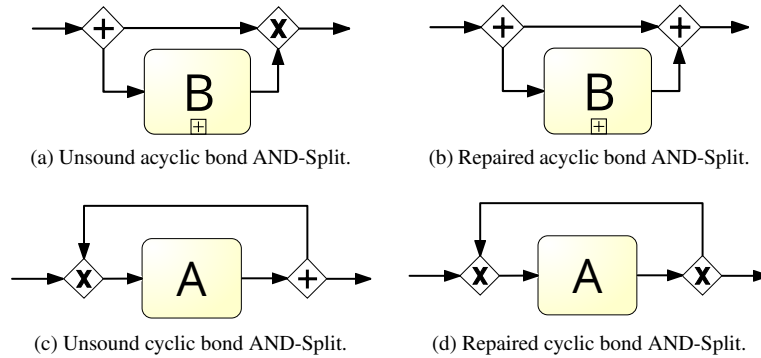 B
B
(a) Unsound acyclic bond AND-Split.
(b) Repaired acyclic bond AND-Split.
A
A
(c) Unsound cyclic bond AND-Split.
(d) Repaired cyclic bond AND-Split.